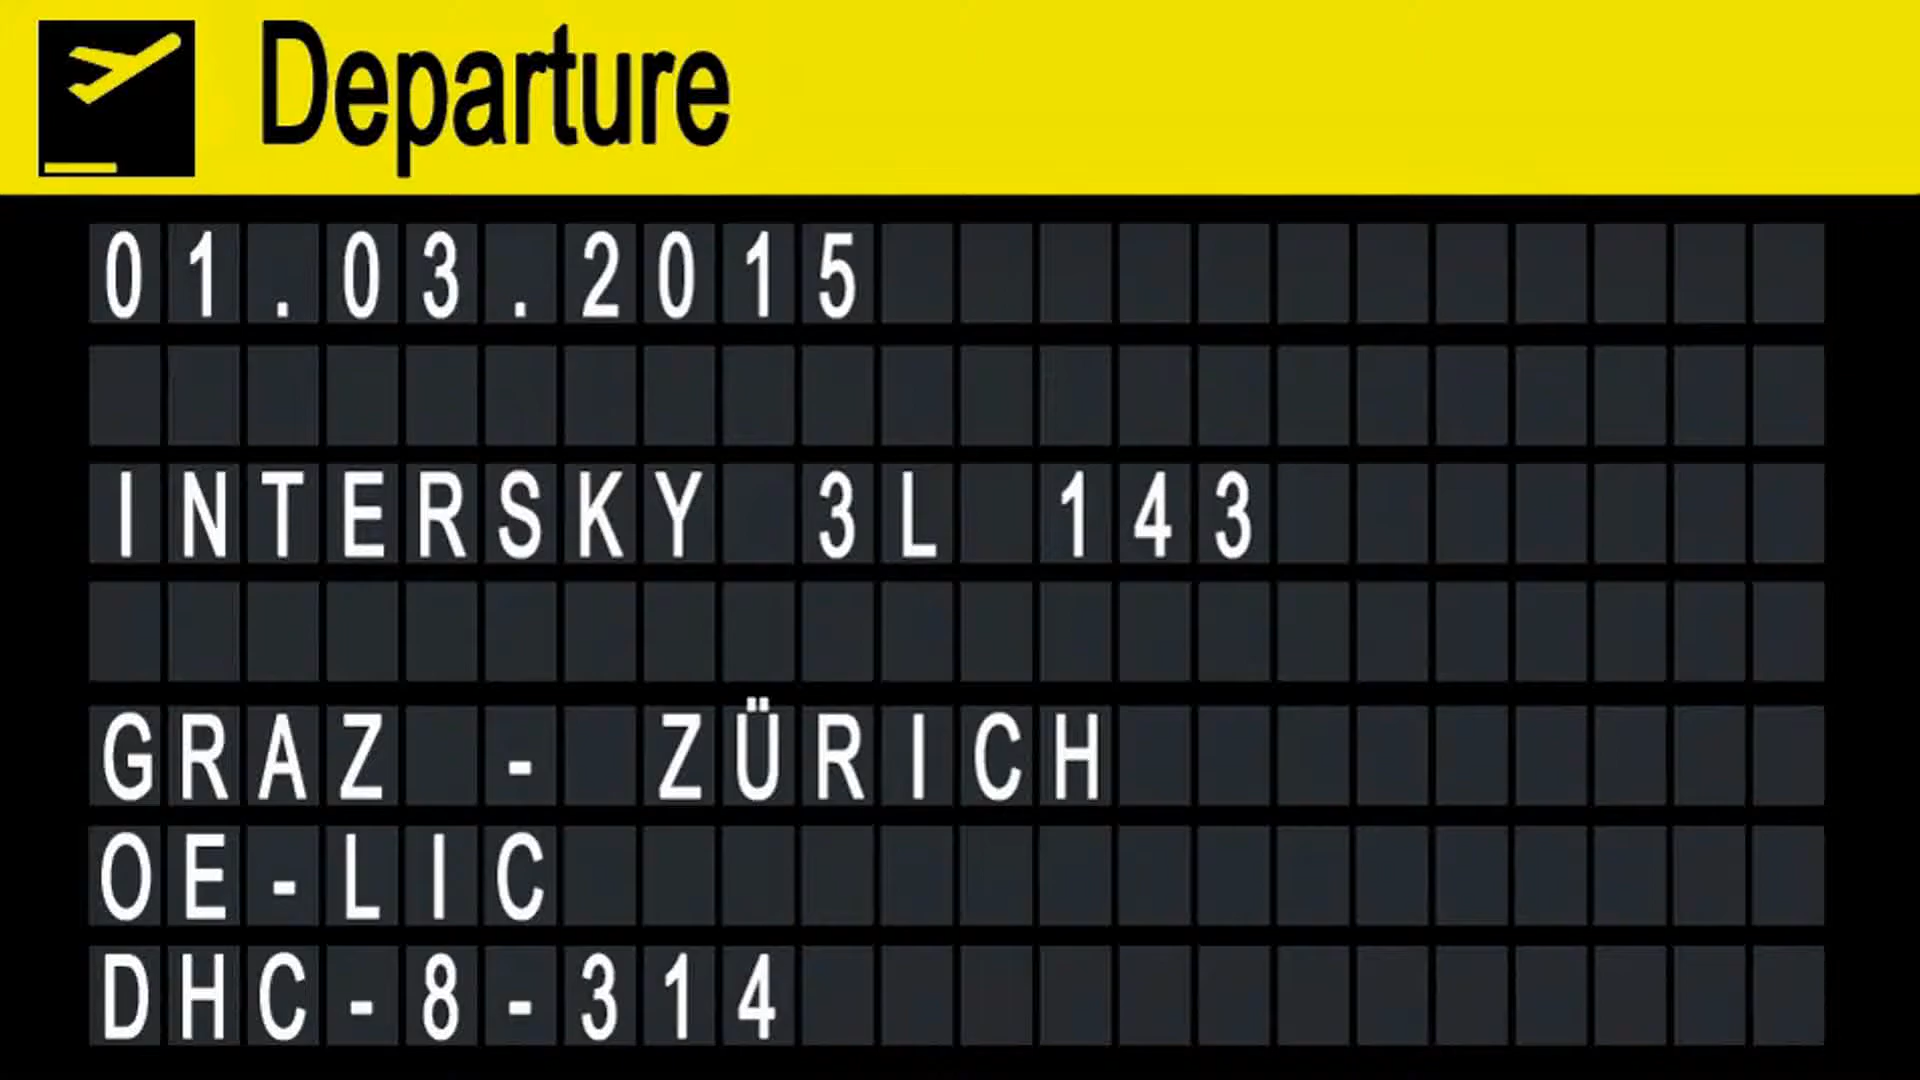 Departure
01.03.2015
INTERSKY 3L 143
GRAZ - ZÜRICH
OE-LIC
DHC-8-314